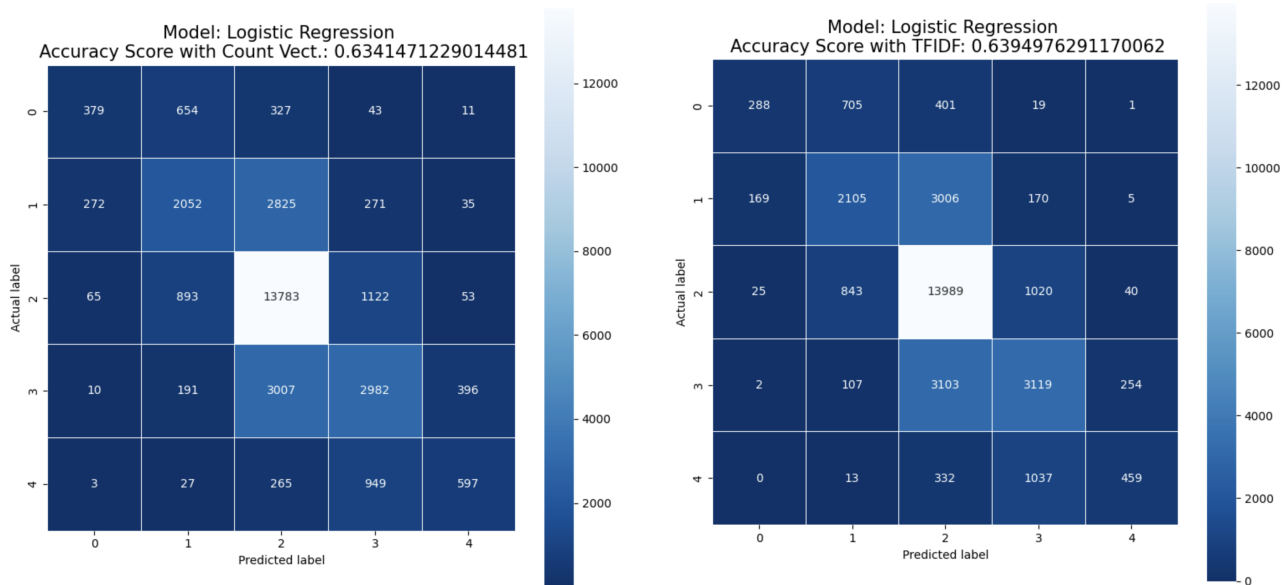 Model: Logistic Regression
Accuracy Score with Count Vect.: 0.6341471229014481
Actual label
0 379 654 327 43 11
1 272 2052 2825 271 35
2 65 893 13783 1122 53
3 10 191 3007 2982 396
4 3 27 265 949 597
0 1 2 3 4
Predicted label
12000
10000
8000
6000
4000
2000
Model: Logistic Regression
Accuracy Score with TFIDF: 0.6394976291170062
Actual label
0 288 705 401 19 1
1 169 2105 3006 170 5
2 25 843 13989 1020 40
3 2 107 3103 3119 254
4 0 13 332 1037 459
0 1 2 3 4
Predicted label
12000
10000
8000
6000
4000
2000
0